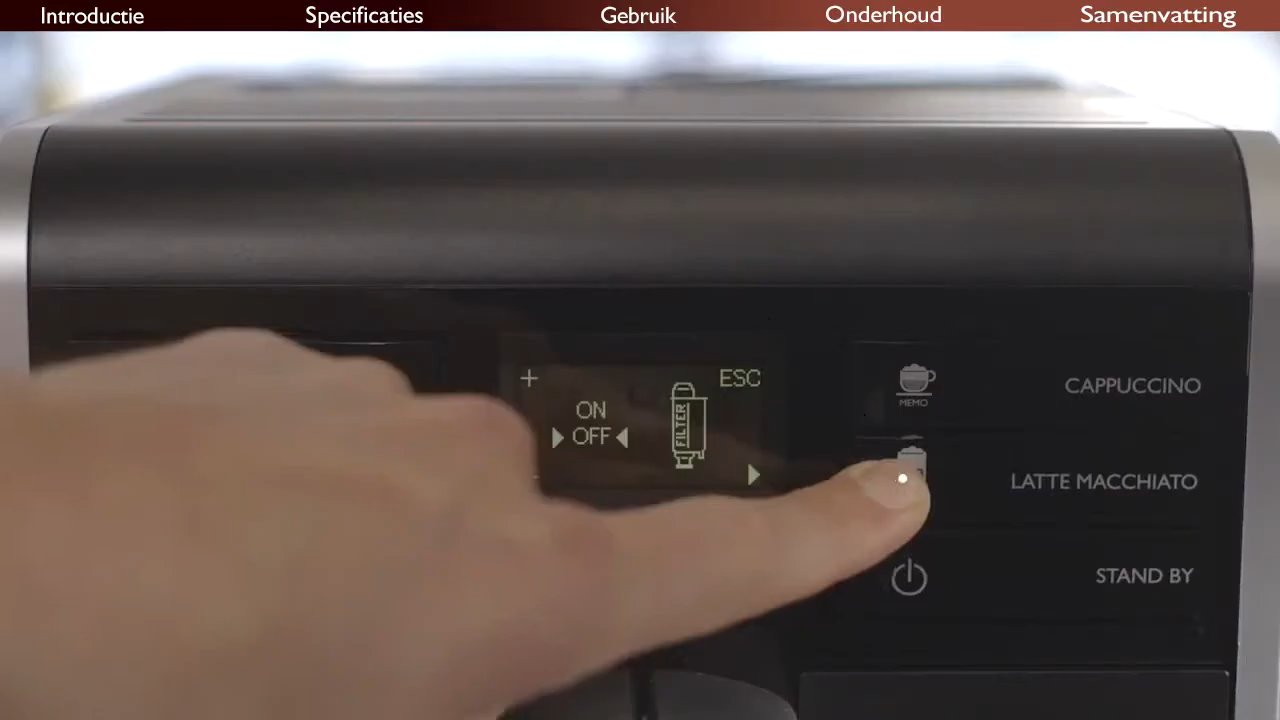 Introductie Specificaties Gebruik Onderhoud Samenvatting
+ ESC
ON
OFF
FILTER
MEMO
CAPPUCCINO
LATTE MACCHIATO
STAND BY